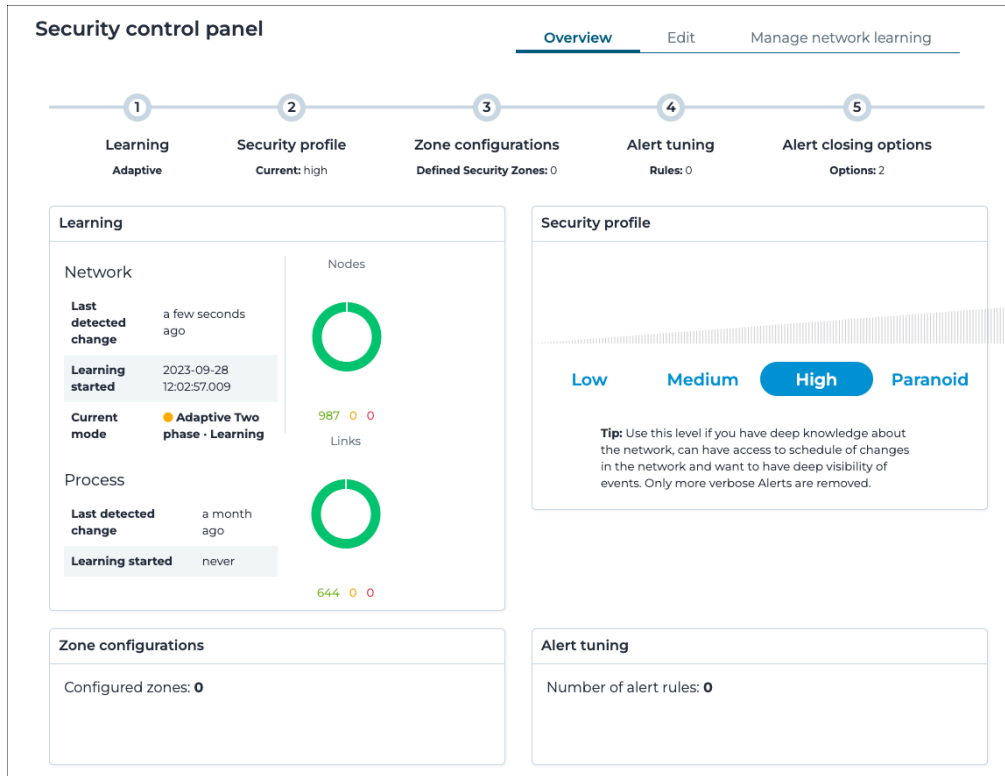 Security control panel
Overview Edit Manage network learning
1 2 3 4 5
Learning Security profile Zone configurations Alert tuning Alert closing options
Adaptive Current: high Defined Security Zones: 0 Rules: 0 Options: 2
Learning
Network
Last detected change
a few seconds ago
Learning started
2023-09-28 12:02:57.009
Current mode
Adaptive Two phase · Learning
Process
Last detected change
a month ago
Learning started never
Nodes
987 0 0
Links
644 0 0
Security profile
Low Medium High Paranoid
Tip: Use this level if you have deep knowledge about
the network, can have access to schedule of changes
in the network and want to have deep visibility of
events. Only more verbose Alerts are removed.
Zone configurations
Configured zones: 0
Alert tuning
Number of alert rules: 0